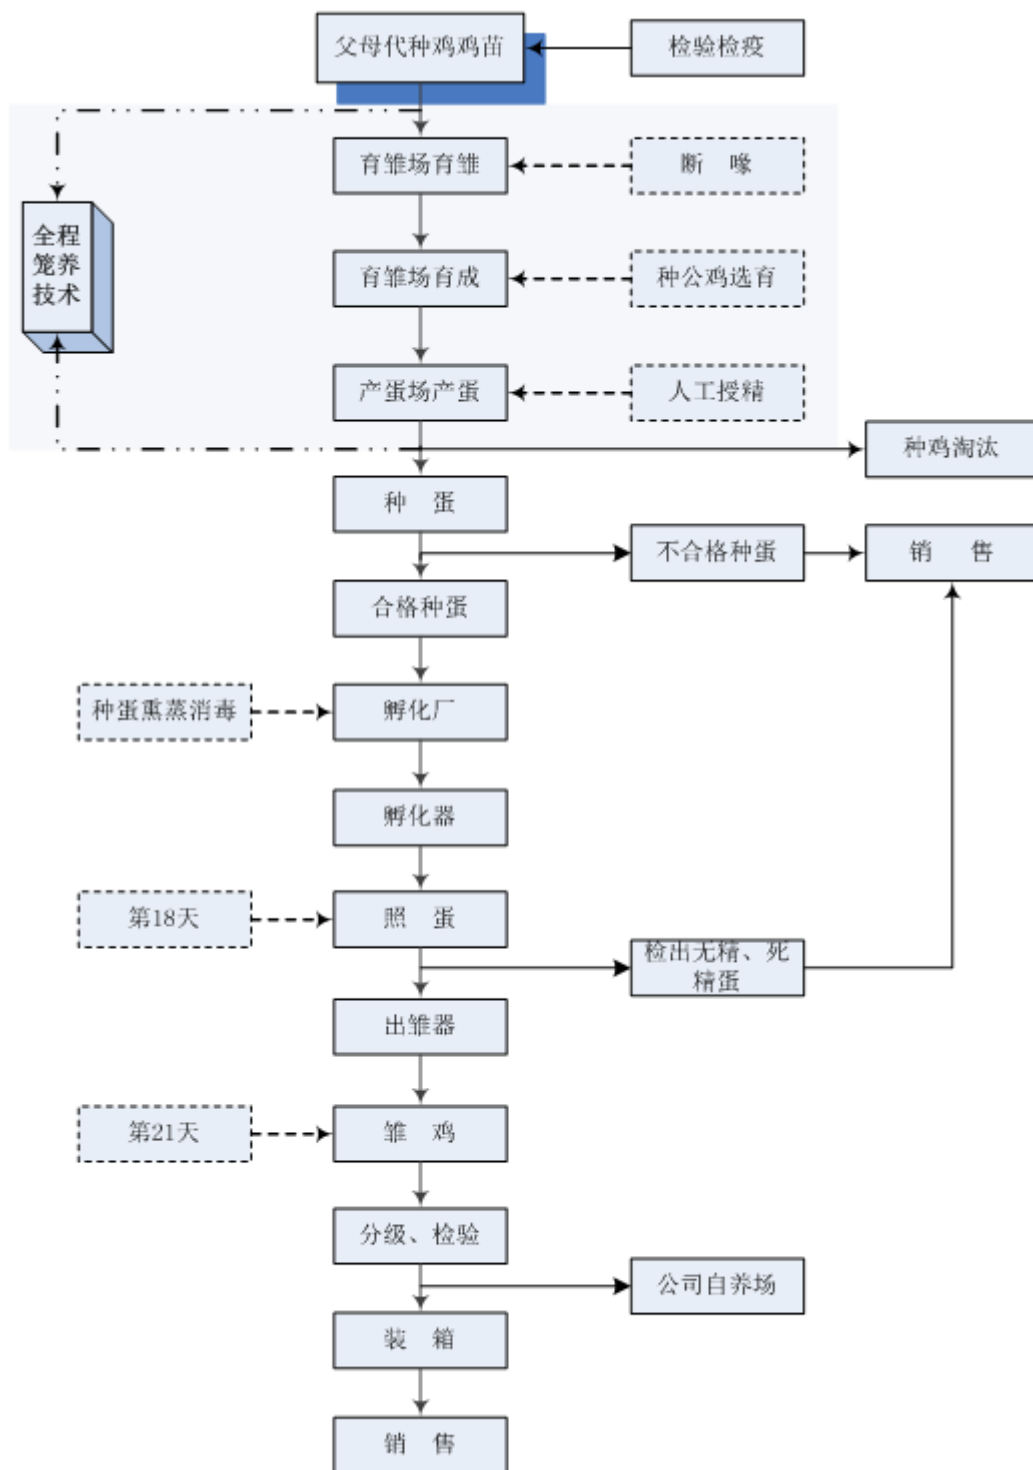 父母代种鸡鸡苗
检验检疫
育雏场育雏
断 喙
全程
笼养
技术
育雏场育成
种公鸡选育
产蛋场产蛋
人工授精
种鸡淘汰
种 蛋
不合格种蛋
销 售
合格种蛋
种蛋熏蒸消毒
孵化厂
孵化器
第18天
照 蛋
检出无精、死
精蛋
出雏器
第21天
雏 鸡
分级、检验
公司自养场
装 箱
销 售